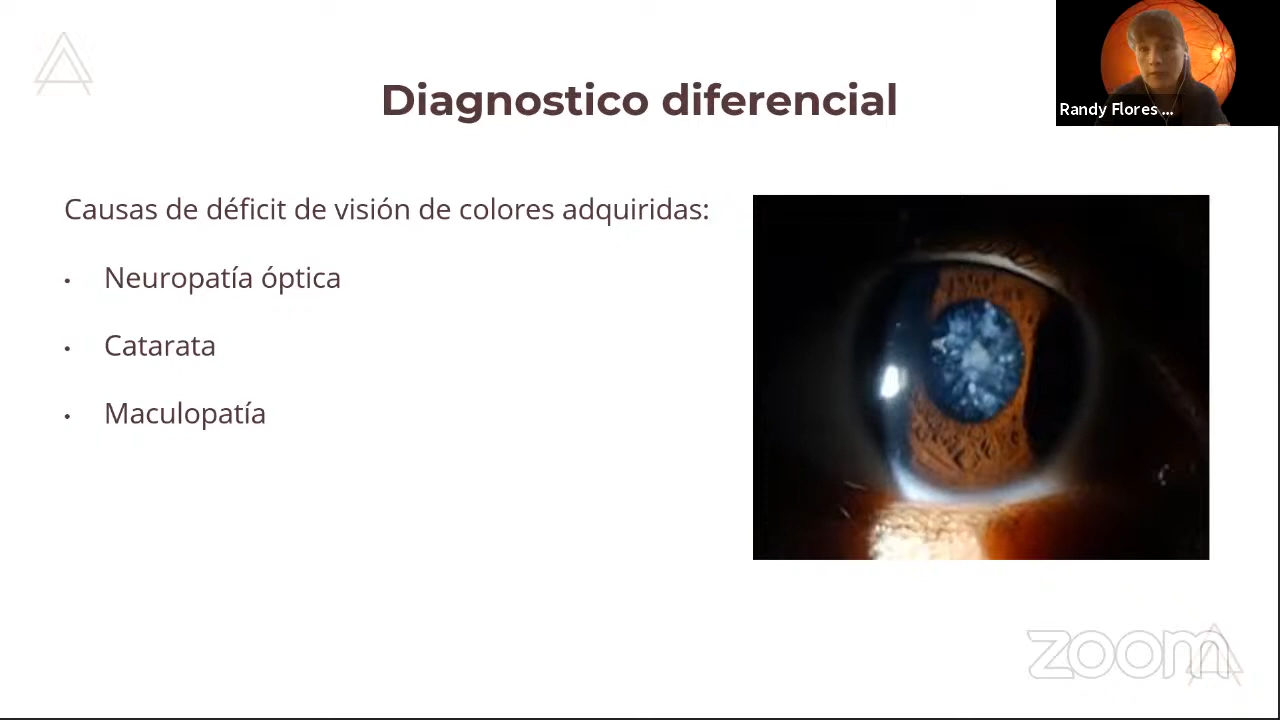 Diagnostico diferencial
Randy Flores ...
Causas de déficit de visión de colores adquiridas:
• Neuropatía óptica
• Catarata
• Maculopatía
zoom